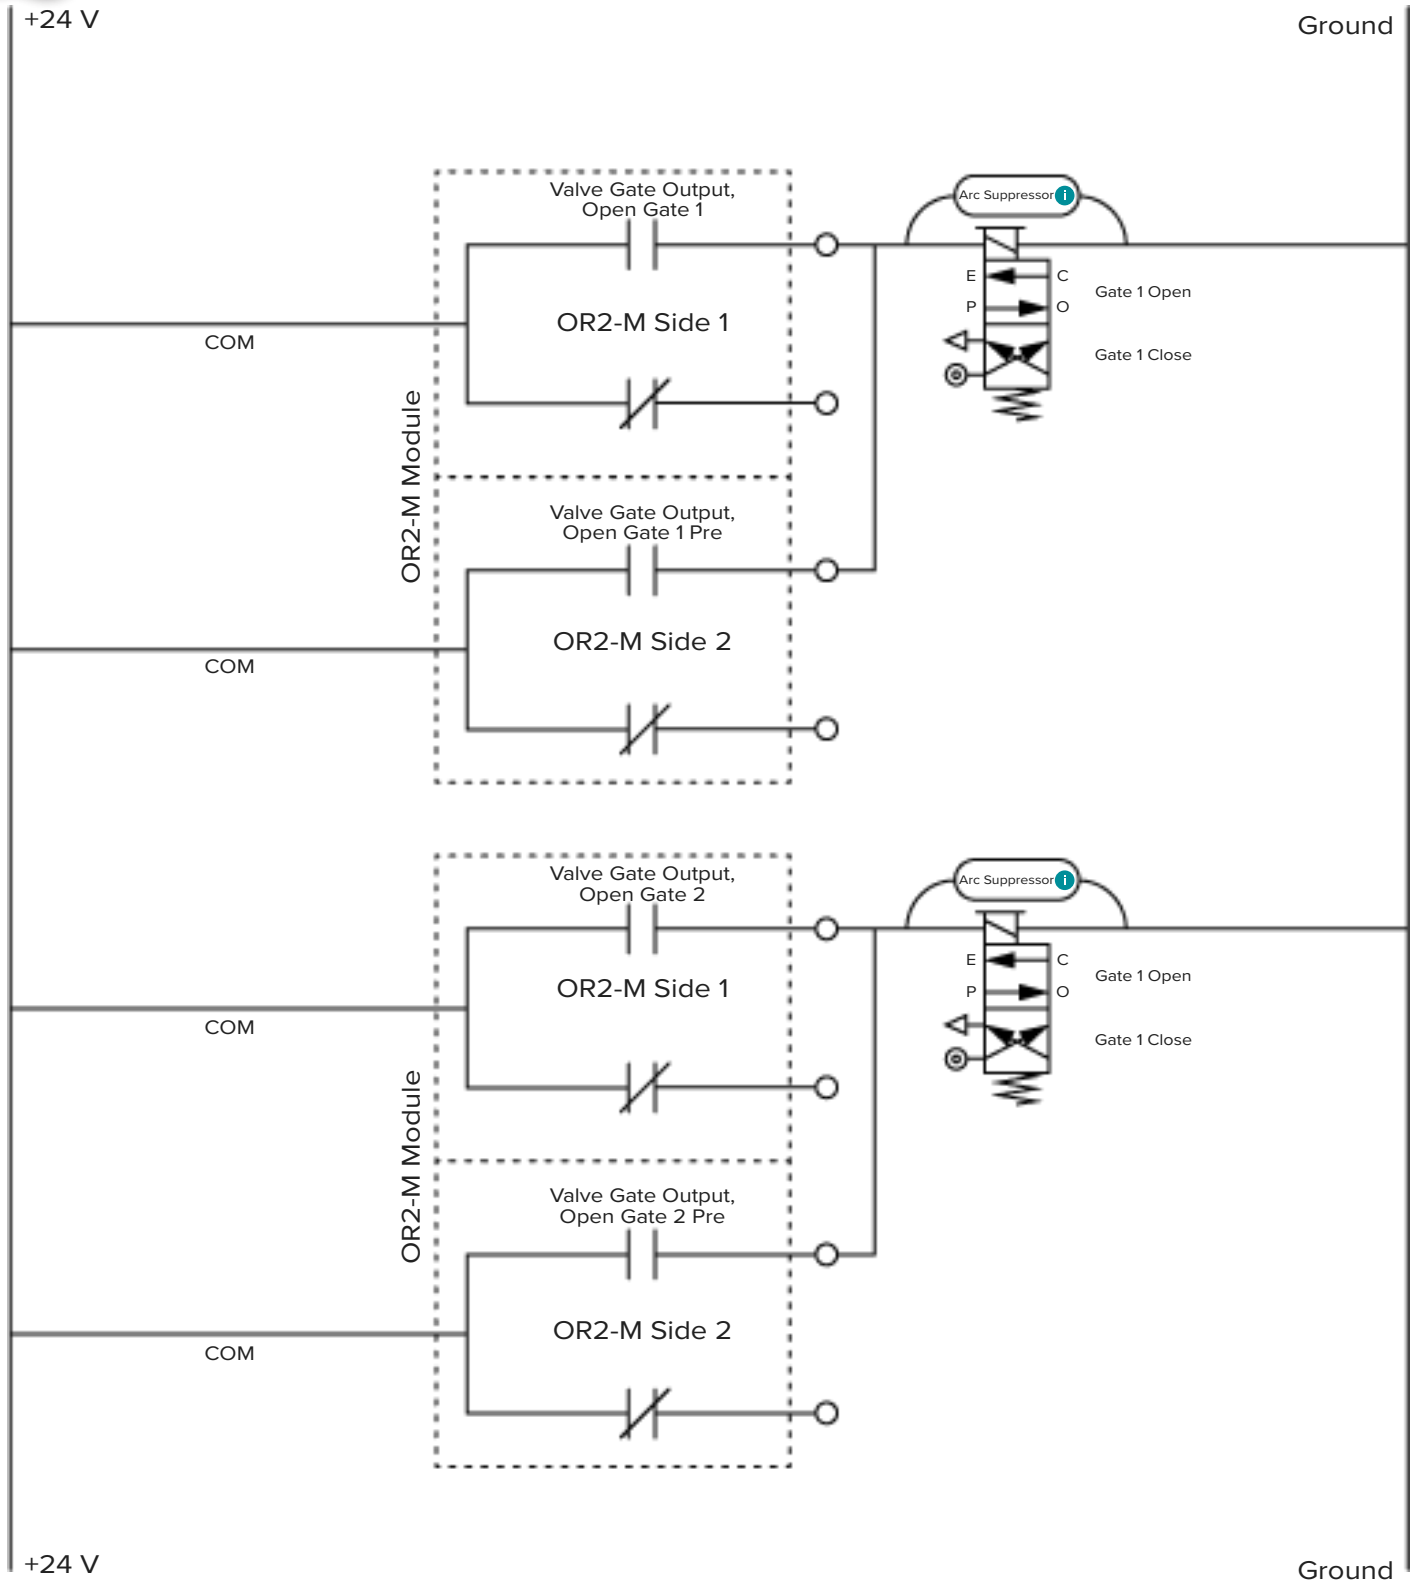 +24 V
Ground
Valve Gate Output,
Open Gate 1
Arc Suppressor i
E C
Gate 1 Open
P O
OR2-M Side 1
COM
Gate 1 Close
OR2-M Module
Valve Gate Output,
Open Gate 1 Pre
OR2-M Side 2
COM
Valve Gate Output,
Open Gate 2
Arc Suppressor i
E C
Gate 1 Open
P O
OR2-M Side 1
COM
Gate 1 Close
OR2-M Module
Valve Gate Output,
Open Gate 2 Pre
OR2-M Side 2
COM
+24 V
Ground